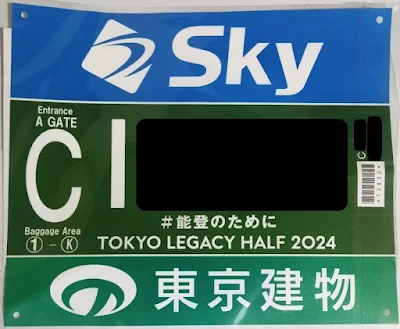 Sky
Entrance
A GATE
C I
Baggage Area
① - Ⓚ
#能登のために
TOKYO LEGACY HALF 2024
東京建物